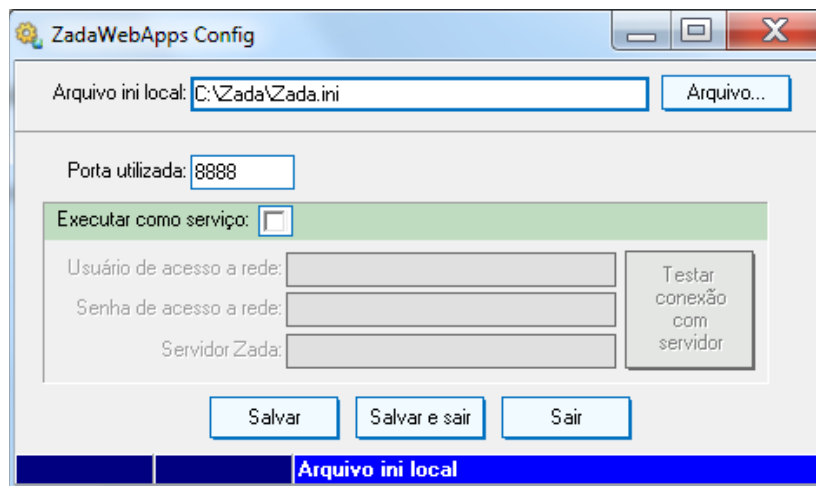 ZadaWebApps Config
Arquivo ini local: C:\Zada\Zada.ini Arquivo...
Porta utilizada: 8888
Executar como serviço:
Usuário de acesso a rede:
Senha de acesso a rede:
Servidor Zada:
Testar
conexão
com
servidor
Salvar Salvar e sair Sair
Arquivo ini local